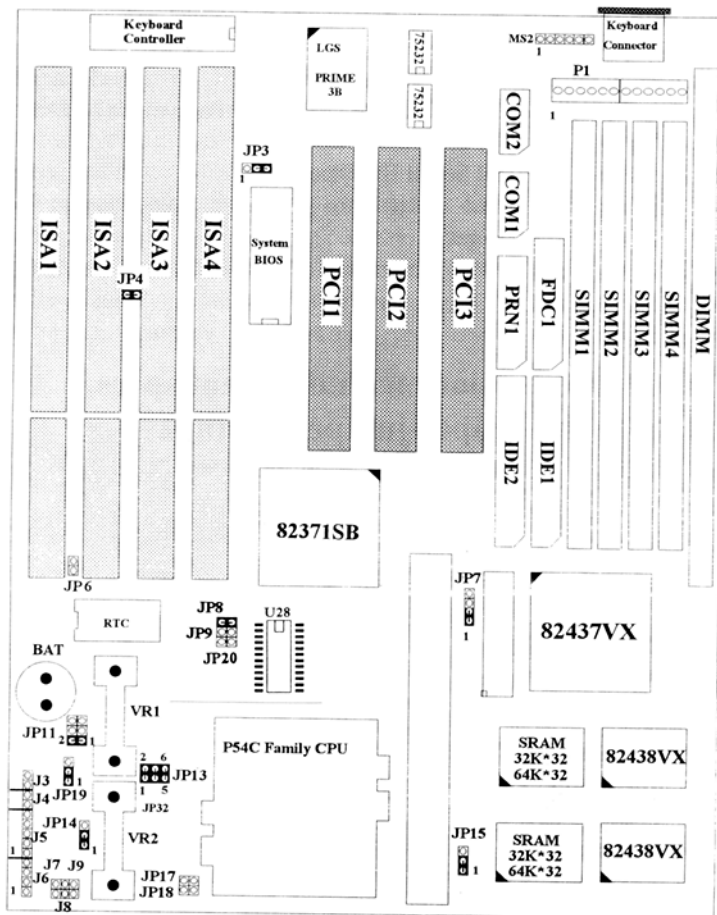 Keyboard
Controller
LGS
PRIME
3B
75232
75232
MS2
1
Keyboard
Connector
P1
1
COM2
COM1
JP3
1
ISA1
ISA2
ISA3
ISA4
JP4
System
BIOS
PCI1
PCI2
PCI3
PRN1
FDC1
SIMM1
SIMM2
SIMM3
SIMM4
DIMM
IDE2
IDE1
82371SB
JP6
JP7
1
RTC
JP8
JP9
JP20
U28
82437VX
BAT
VR1
JP11
2
1
P54C Family CPU
SRAM
32K*32
64K*32
82438VX
2
6
JP13
1
5
J3
J4
JP19
1
JP32
JP14
1
J5
1
VR2
J7
J9
J6
1
J8
JP17
JP18
JP15
1
SRAM
32K*32
64K*32
82438VX